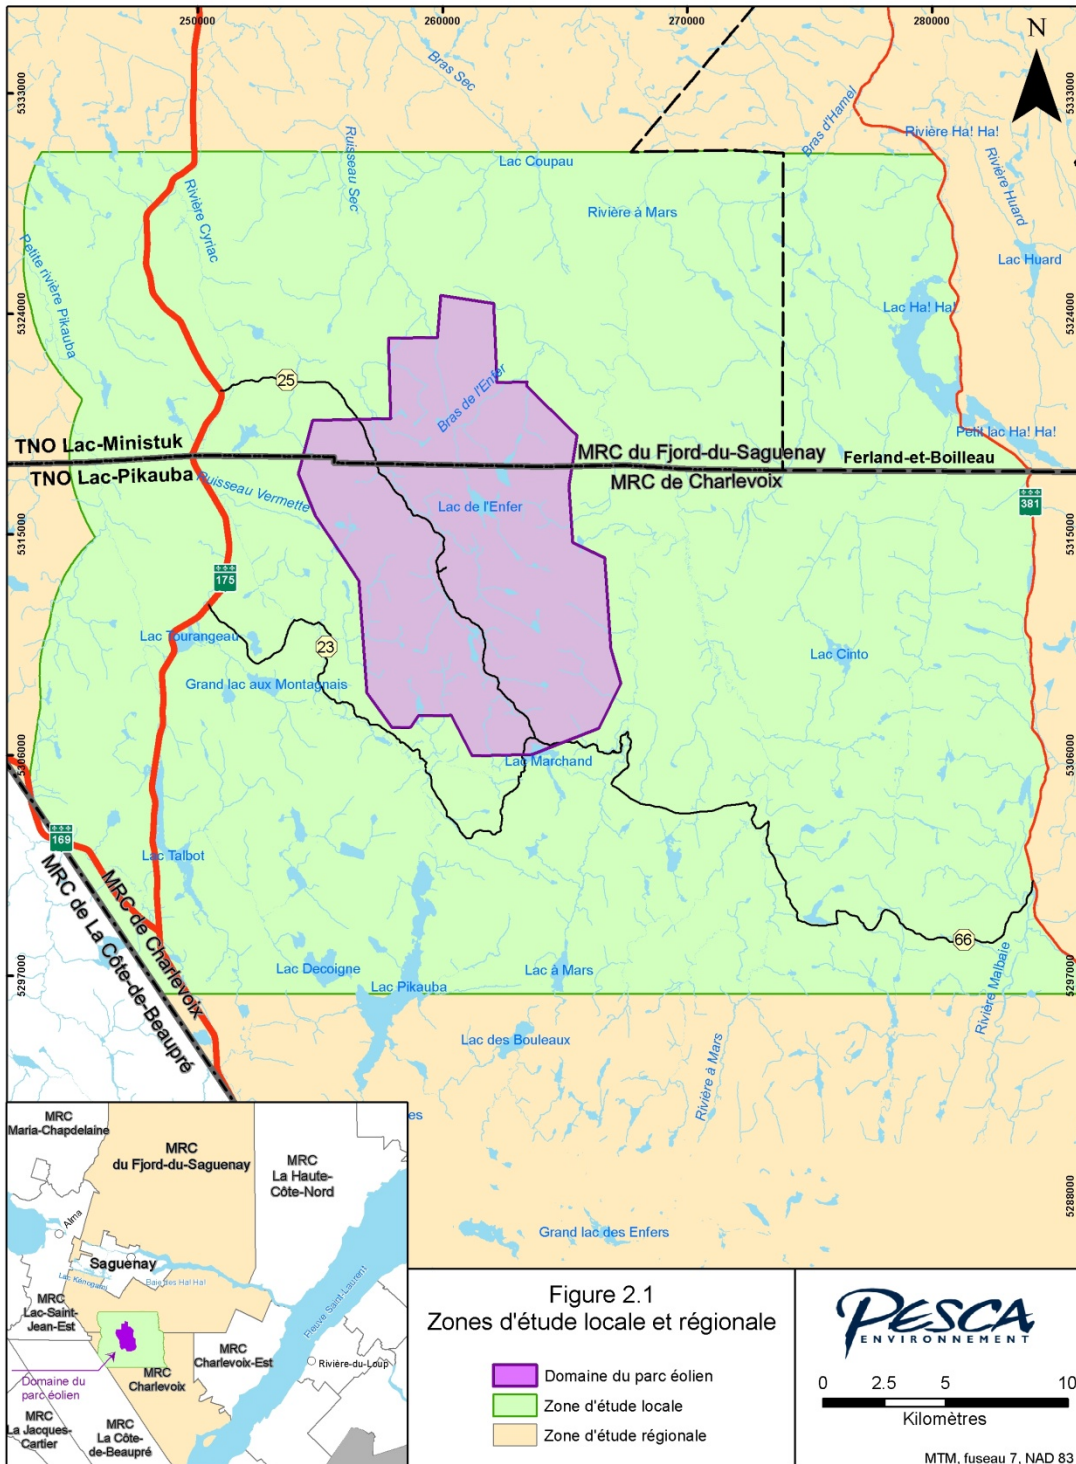 250000
260000
270000
280000
N
5333000
5333000
Bras Sec
Ruisseau Sec
Bras d'Hamel
Rivière Ha! Ha!
Rivière Huard
Lac Coupau
Rivière Cyriac
Rivière à Mars
Petite rivière Pikauba
Lac Huard
Lac Ha! Ha!
5324000
5324000
25
Bras de l'Enfer
Petit lac Ha! Ha!
TNO Lac-Ministuk
MRC du Fjord-du-Saguenay
Ferland-et-Boilleau
TNO Lac-Pikauba
MRC de Charlevoix
Ruisseau Vermette
Lac de l'Enfer
381
5315000
5315000
175
Lac Tourangeau
23
Lac Cinto
Grand lac aux Montagnais
5306000
5306000
Lac Marchand
169
Lac Talbot
MRC de Charlevoix
MRC de La Côte-de-Beaupré
66
Lac Decoigne
Lac à Mars
Rivière Malbaie
5297000
5297000
Lac Pikauba
Lac des Bouleaux
Rivière à Mars
es
5288000
Grand lac des Enfers
MRC
Maria-Chapdelaine
MRC
du Fjord-du-Saguenay
MRC
La Haute-
Côte-Nord
Alma
Saguenay
Lac Kénogami
Baie des Ha! Ha!
Fleuve Saint-Laurent
MRC
Lac-Saint-
Jean-Est
MRC
Charlevoix-Est
Rivière-du-Loup
Domaine du
parc éolien
MRC
Charlevoix
MRC
La Jacques-
Cartier
MRC
La Côte-
de-Beaupré
Figure 2.1
Zones d'étude locale et régionale
Domaine du parc éolien
Zone d'étude locale
Zone d'étude régionale
PESCA
ENVIRONNEMENT
0 2.5 5 10
Kilomètres
MTM, fuseau 7, NAD 83